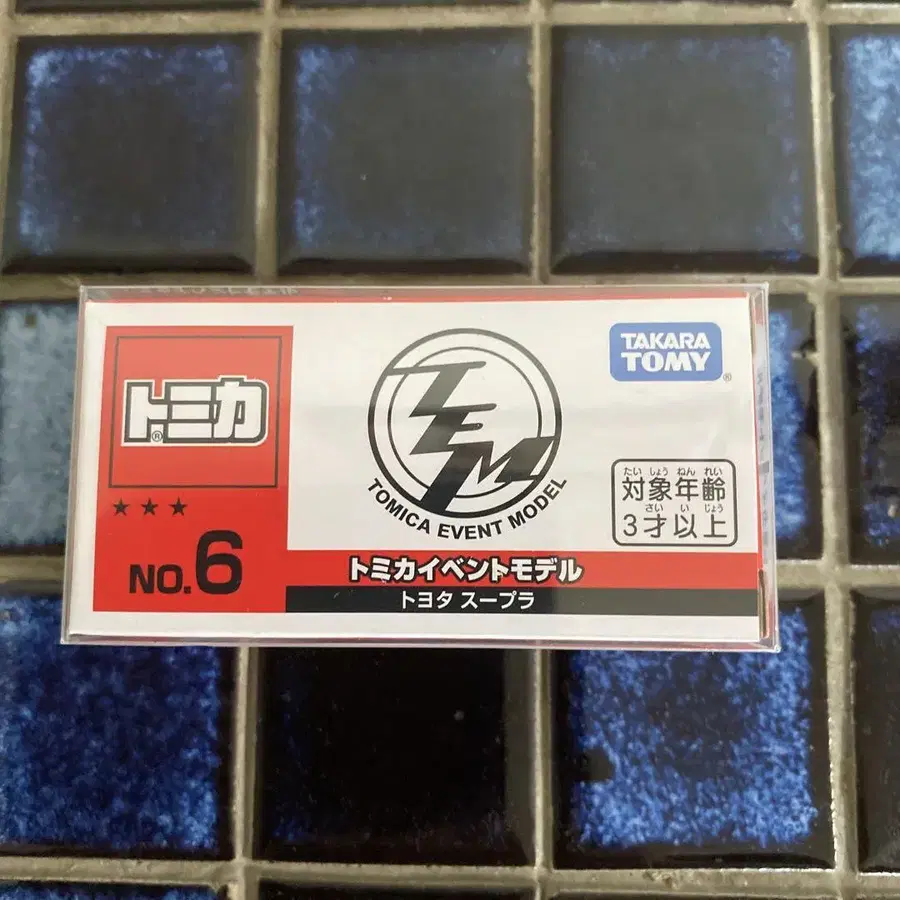 トミカ®
★★★
NO.6
TEM
TOMICA EVENT MODEL
TAKARA
TOMY®
たいしょうねんれい
対象年齢
さいいじょう
3才以上
トミカイベントモデル
トヨタ スープラ